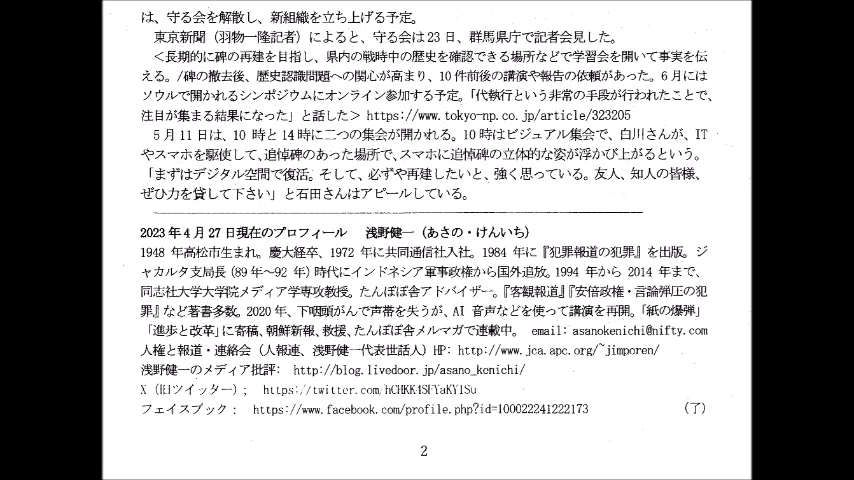 は、守る会を解散し、新組織を立ち上げる予定。
東京新聞（羽物一隆記者）によると、守る会は23日、群馬県庁で記者会見した。
＜長期的に碑の再建を目指し、県内の戦時中の歴史を確認できる場所などで学習会を開いて事実を伝
える。/碑の撤去後、歴史認識問題への関心が高まり、10件前後の講演や報告の依頼があった。6月には
ソウルで開かれるシンポジウムにオンライン参加する予定。「代執行という非常の手段が行われたことで、
注目が集まる結果になった」と話した＞ https://www.tokyo-np.co.jp/article/323205
5月11日は、10 時と14時に二つの集会が開かれる。10時はビジュアル集会で、白川さんが、IT
やスマホを駆使して、追悼碑のあった場所で、スマホに追悼碑の立体的な姿が浮かび上がるという。
「まずはデジタル空間で復活。そして、必ずや再建したいと、強く思っている。友人、知人の皆様、
ぜひ力を貸して下さい」と石田さんはアピールしている。
2023年4月27日現在のプロフィール　浅野健一（あさの・けんいち）
1948 年高松市生まれ。慶大経卒、1972 年に共同通信社入社。1984 年に『犯罪報道の犯罪』を出版。ジ
ャカルタ支局長（89年～92 年）時代にインドネシア軍事政権から国外追放。1994 年から 2014 年まで、
同志社大学大学院メディア学専攻教授。たんぽぽ舎アドバイザー。『客観報道』『安倍政権・言論弾圧の犯
罪』など著書多数。2020年、下咽頭がんで声帯を失うが、AI 音声などを使って講演を再開。「紙の爆弾」
「進歩と改革」に寄稿、朝鮮新報、救援、たんぽぽ舎メルマガで連載中。 email: asanokenichi@nifty.com
人権と報道・連絡会（人報連、浅野健一代表世話人）HP: http://www.jca.apc.org/~jimporen/
浅野健一のメディア批評: http://blog.livedoor.jp/asano_kenichi/
X（旧ツイッター）; https://twitter.com/hCHKK4SFYaKY1Su
フェイスブック: https://www.facebook.com/profile.php?id=100022241222173 （了）
2